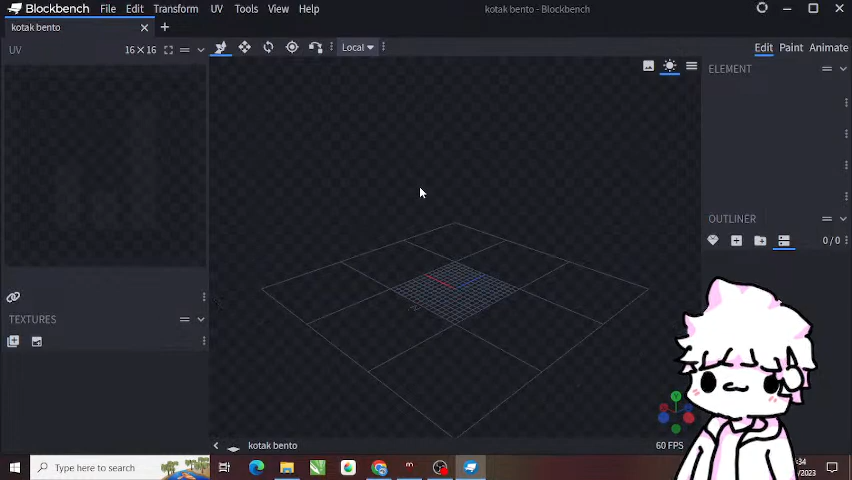 Blockbench File Transform UV Tools View Help kotak bento - Blockbench
kotak bento
UV 16×16 Local Edit Paint Animate
ELEMENT
OUTLINER
0/0
TEXTURES
kotak bento 60 FPS
Type here to search
:34
/2023